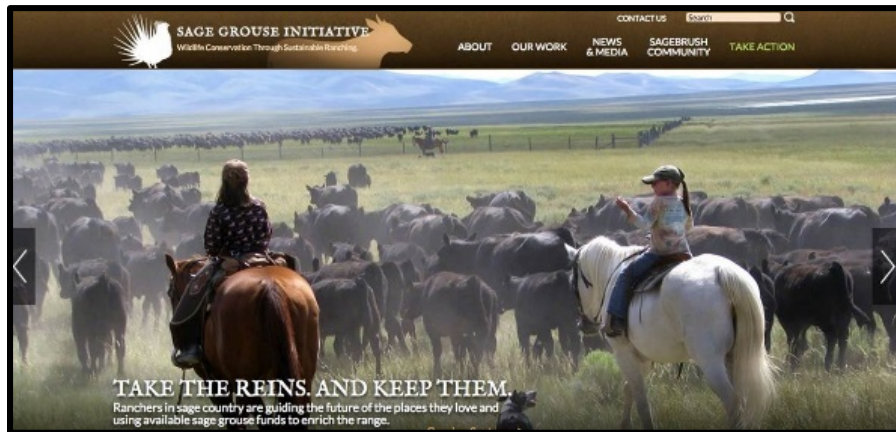 CONTACT US
Search
SAGE GROUSE INITIATIVE
Wildlife Conservation Through Sustainable Ranching.
ABOUT
OUR WORK
NEWS
& MEDIA
SAGEBRUSH
COMMUNITY
TAKE ACTION
TAKE THE REINS. AND KEEP THEM.
Ranchers in sage country are guiding the future of the places they love and
using available sage grouse funds to enrich the range.